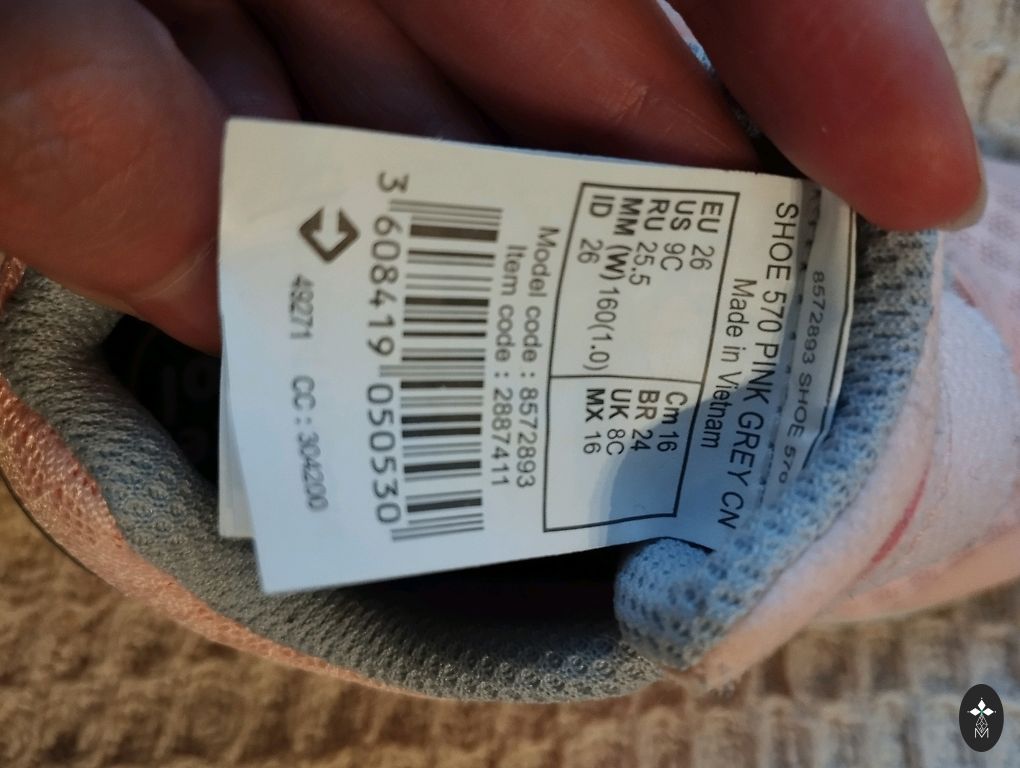 8572893 SHOE 570
SHOE 570 PINK GREY CN
Made in Vietnam
EU 26
US 9C
RU 25.5
MM (W) 160(1.0)
ID 26
Cm 16
BR 24
UK 8C
MX 16
Model code : 8572893
Item code : 2887411
3 608419 050530
49271 CC : 304200
M